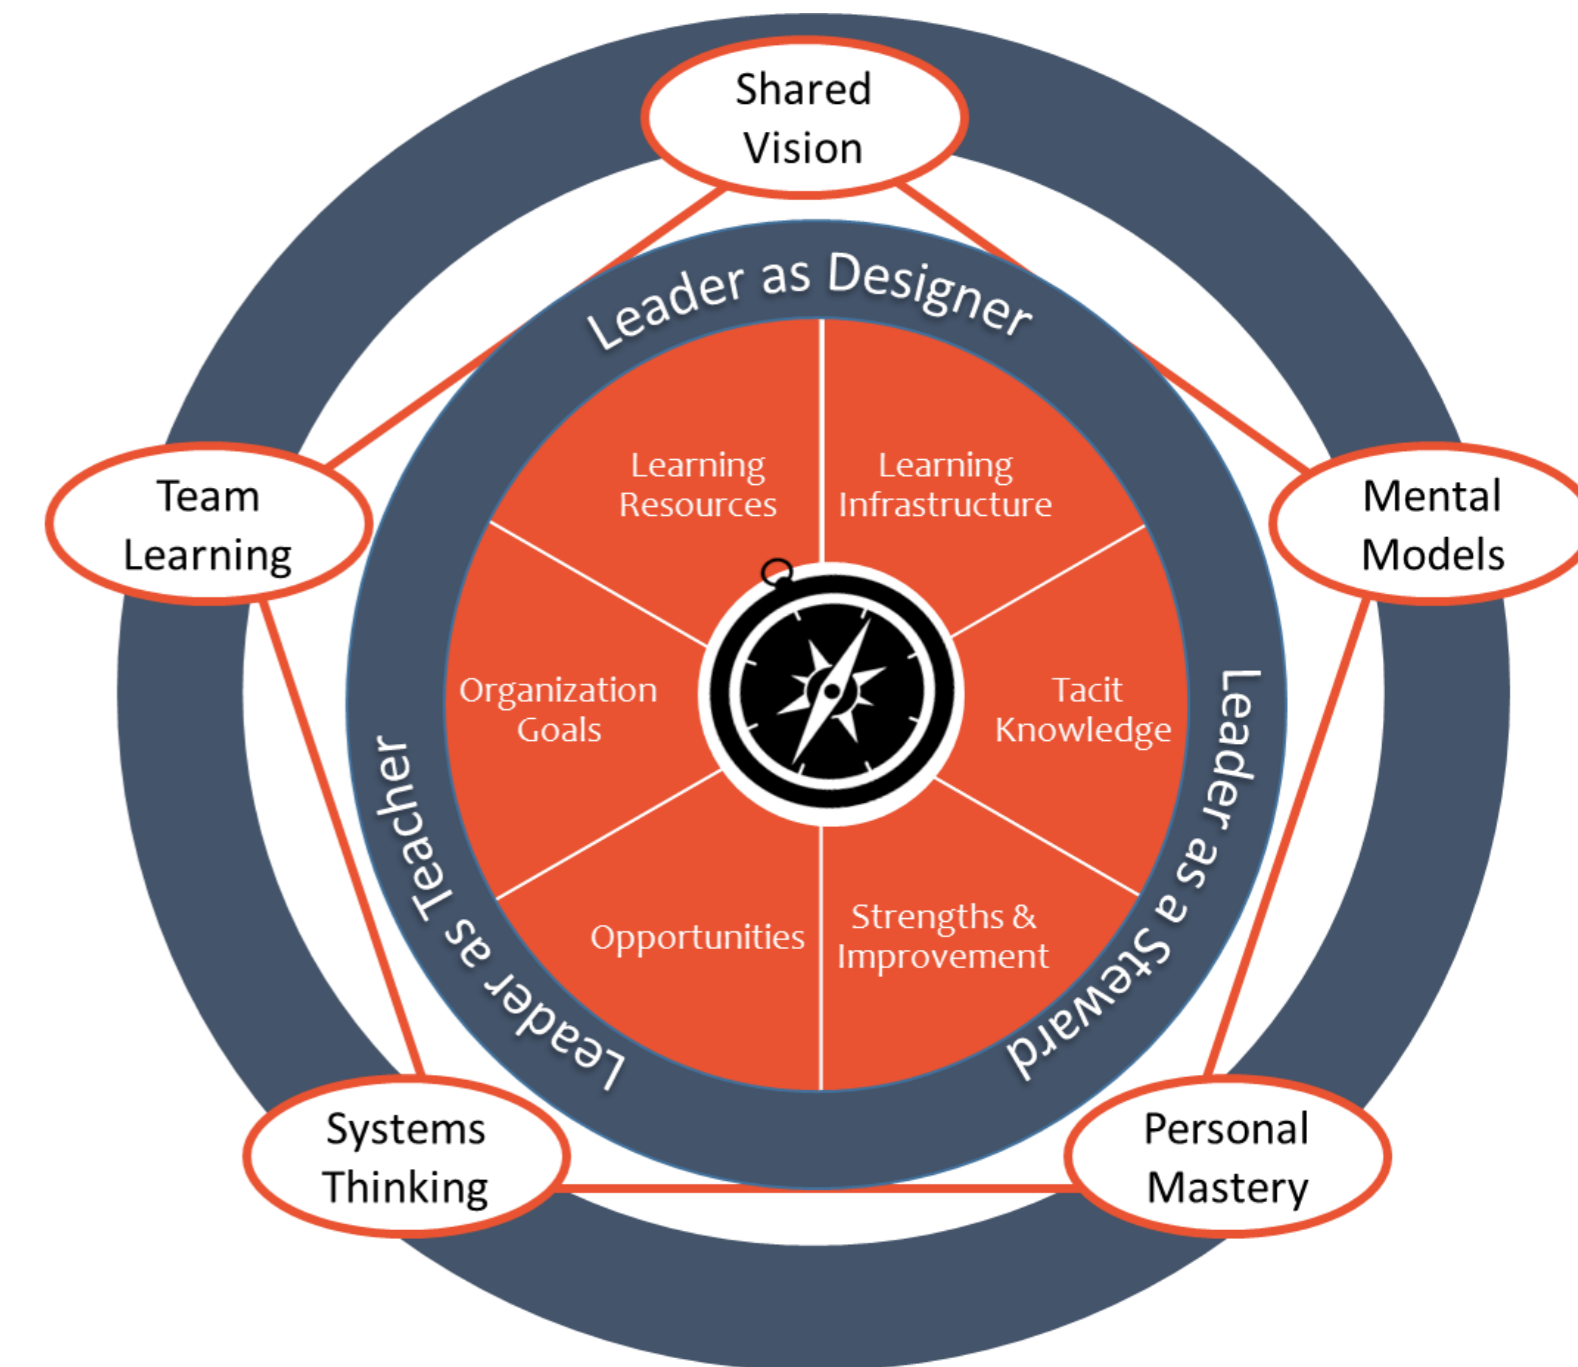 Shared
Vision
Leader as Designer
Learning
Resources
Learning
Infrastructure
Team
Learning
Mental
Models
Organization
Goals
Tacit
Knowledge
Leader as Teacher
Leader as a Steward
Opportunities
Strengths &
Improvement
Systems
Thinking
Personal
Mastery